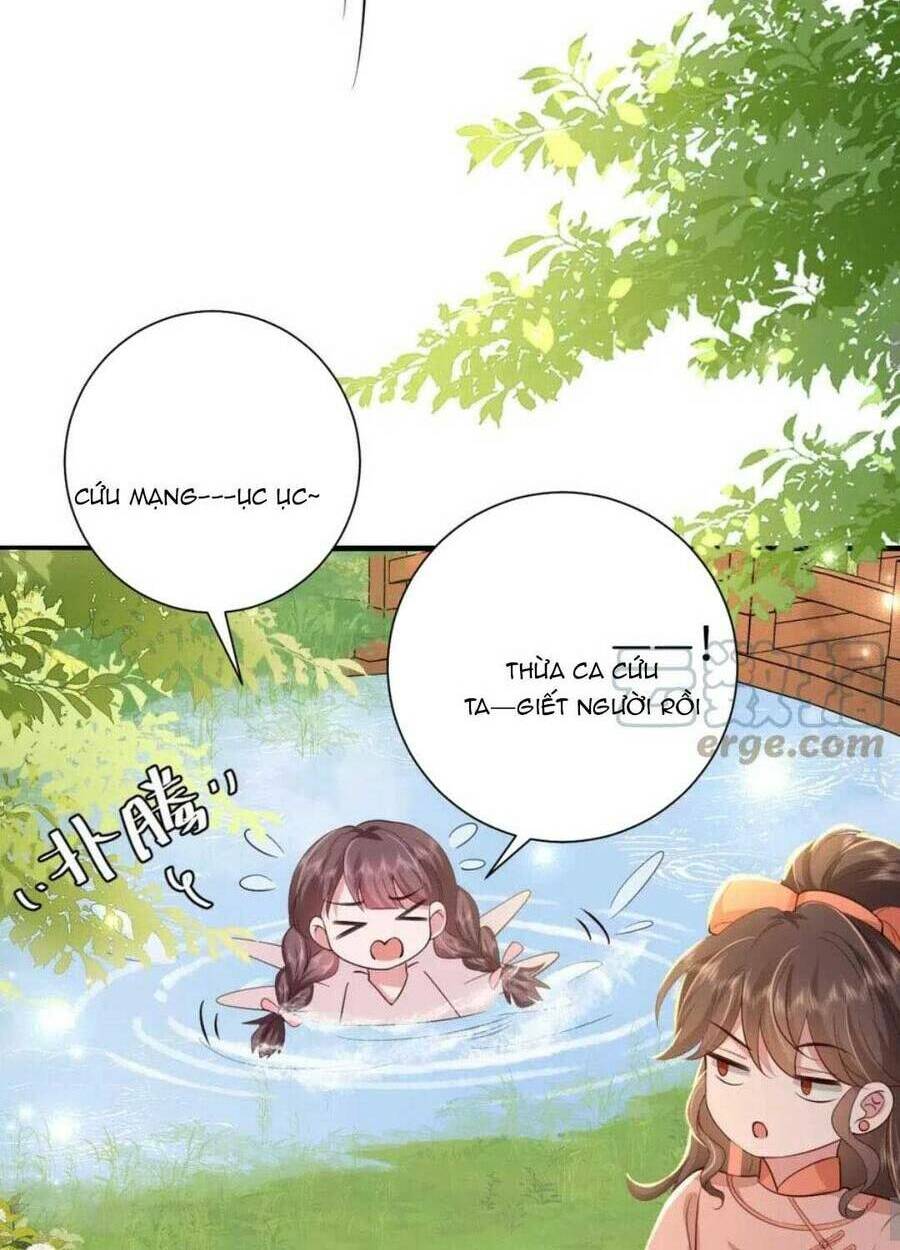 CỨU MẠNG---ỤC ỤC~
THỪA CA CỨU
TA—GIẾT NGƯỜI RỒI
!
erge.com
扑腾